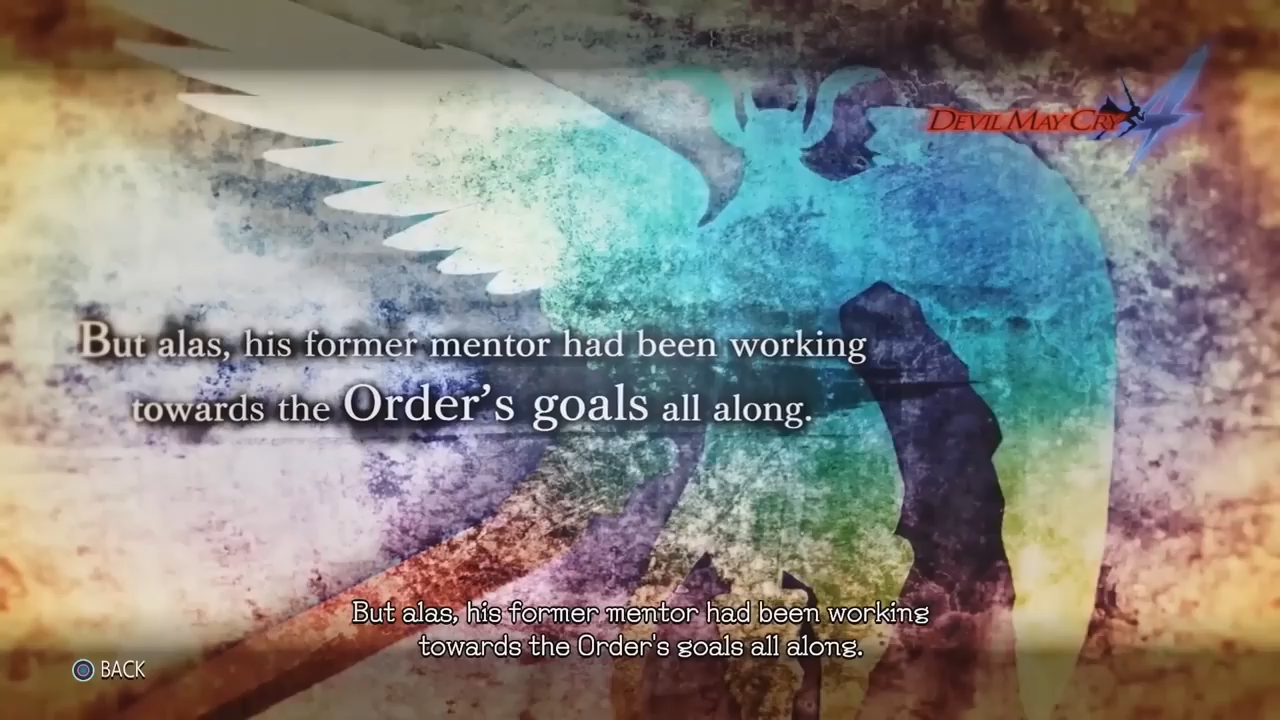 DEVIL MAY CRY 4
But alas, his former mentor had been working
towards the Order's goals all along.
But alas, his former mentor had been working
towards the Order's goals all along.
BACK